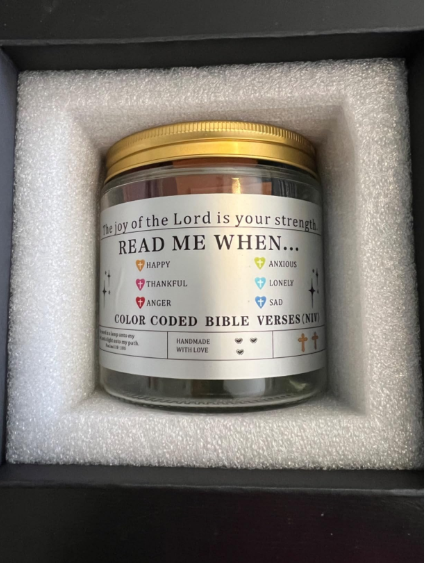 The joy of the Lord is your strength.
READ ME WHEN...
HAPPY ANXIOUS
THANKFUL LONELY
ANGER SAD
COLOR CODED BIBLE VERSES (NIV)
HANDMADE
WITH LOVE